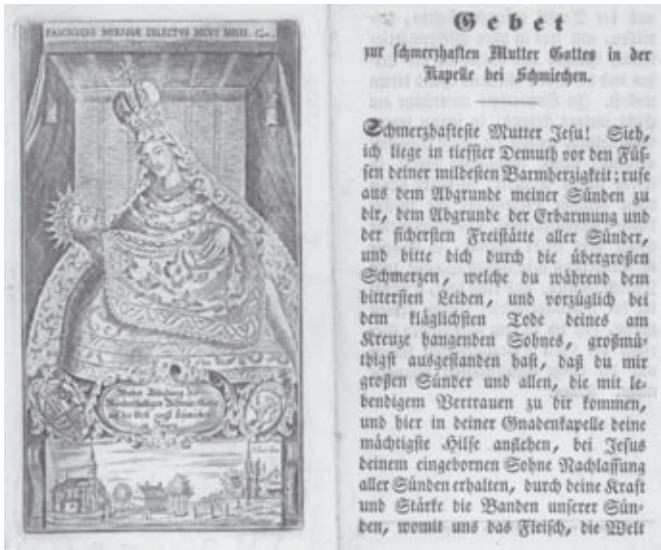 FASCICVLVS MIRRHÆ DILECTVS MEVS MIHI
Gebet
zur schmerzhaften Mutter Gottes in der
Kapelle bei Schmiechen.
Schmerzhafteste Mutter Jesu! Sieh,
ich liege in tiefster Demuth vor den Füs-
sen deiner mildesten Barmherzigkeit; rufe
aus dem Abgrunde meiner Sünden zu
dir, dem Abgrunde der Erbarmung und
der sichersten Freistätte aller Sünder,
und bitte dich durch die übergroßen
Schmerzen, welche du während dem
bittersten Leiden, und vorzüglich bei
dem kläglichsten Tode deines am
Kreuze hangenden Sohnes, großmü-
thigst ausgestanden hast, daß du mir
großen Sünder und allen, die mit le-
bendigem Vertrauen zu dir kommen,
und hier in deiner Gnadenkapelle deine
mächtigste Hilfe anflehen, bei Jesus
deinem eingebornen Sohne Nachlassung
aller Sünden erhalten, durch deine Kraft
und Stärke die Banden unserer Sün-
den, womit uns das Fleisch, die Welt